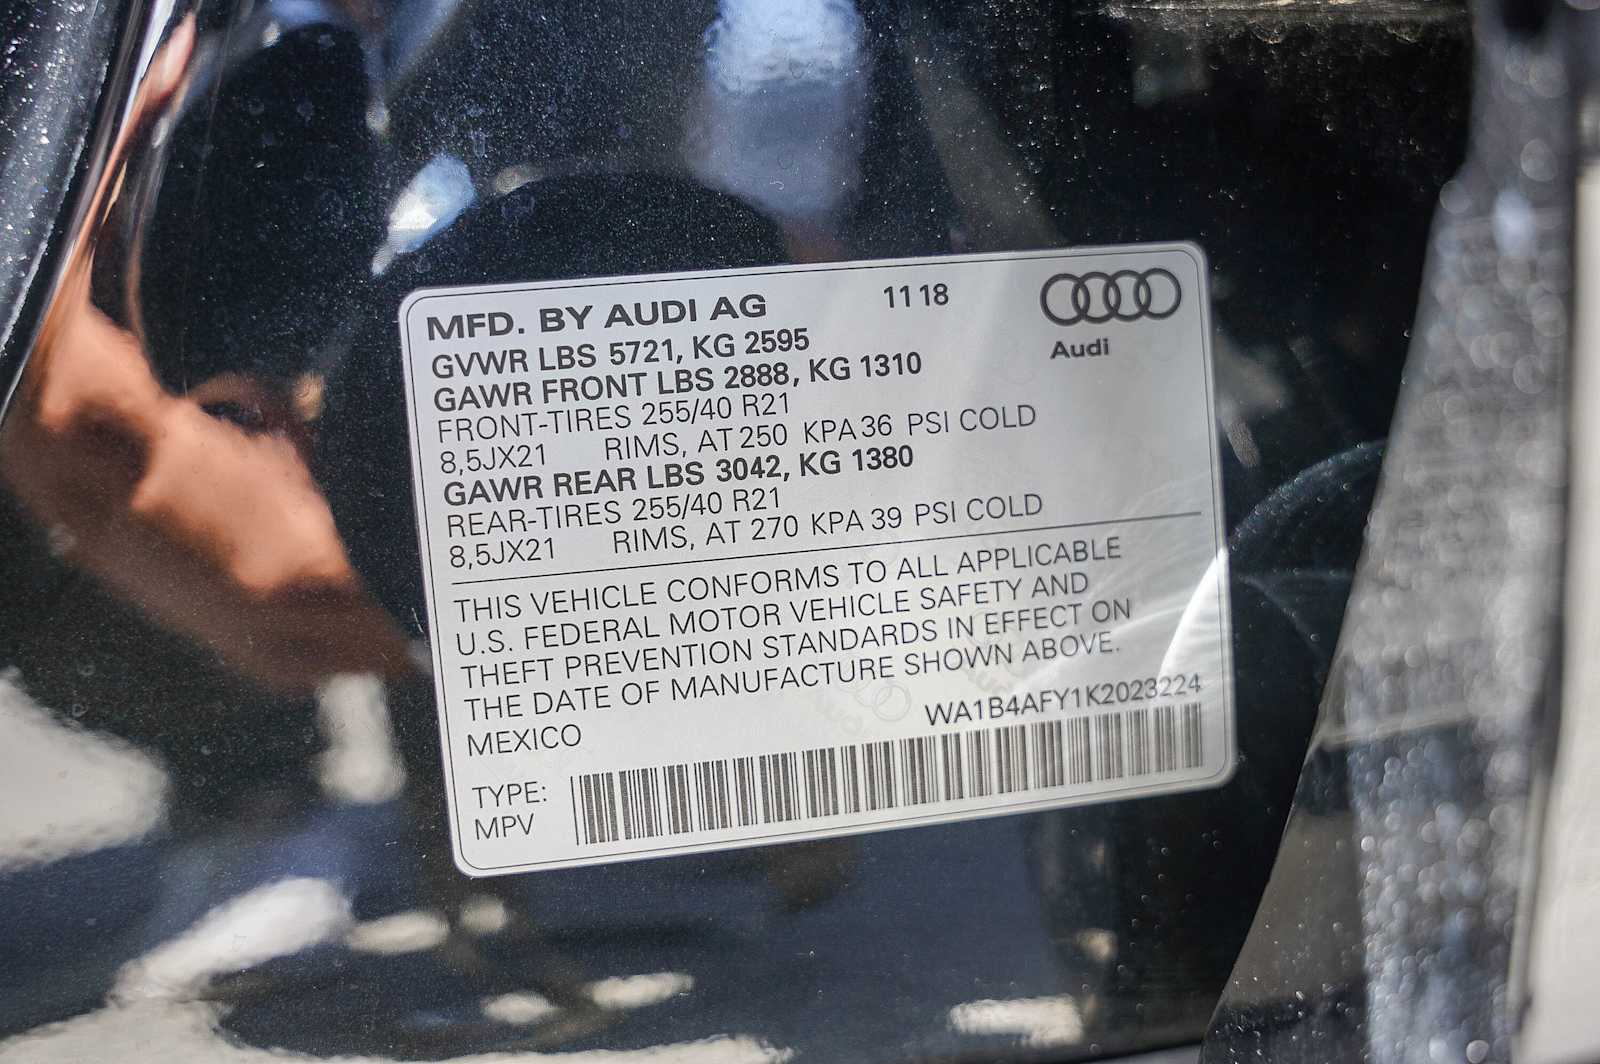 MFD. BY AUDI AG 11 18
Audi
GVWR LBS 5721, KG 2595
GAWR FRONT LBS 2888, KG 1310
FRONT-TIRES 255/40 R21
8,5JX21 RIMS, AT 250 KPA 36 PSI COLD
GAWR REAR LBS 3042, KG 1380
REAR-TIRES 255/40 R21
8,5JX21 RIMS, AT 270 KPA 39 PSI COLD
THIS VEHICLE CONFORMS TO ALL APPLICABLE
U.S. FEDERAL MOTOR VEHICLE SAFETY AND
THEFT PREVENTION STANDARDS IN EFFECT ON
THE DATE OF MANUFACTURE SHOWN ABOVE.
MEXICO WA1B4AFY1K2023224
TYPE:
MPV